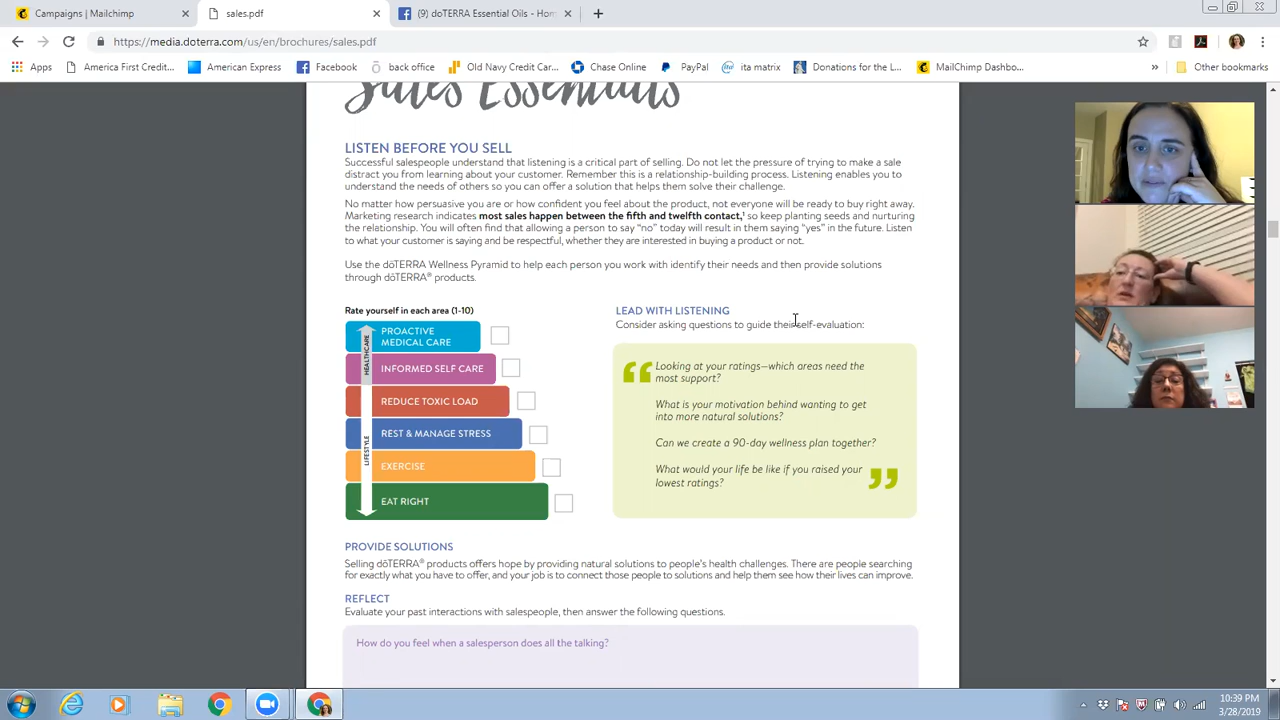 Campaigns | Mailchimp
sales.pdf
(9) doTERRA Essential Oils - Hom
https://media.doterra.com/us/en/brochures/sales.pdf
Apps
America First Credit...
American Express
Facebook
back office
Old Navy Credit Car...
Chase Online
PayPal
ita matrix
Donations for the L...
MailChimp Dashbo...
»
Other bookmarks
Sales Essentials
LISTEN BEFORE YOU SELL
Successful salespeople understand that listening is a critical part of selling. Do not let the pressure of trying to make a sale
distract you from learning about your customer. Remember this is a relationship-building process. Listening enables you to
understand the needs of others so you can offer a solution that helps them solve their challenge.
No matter how persuasive you are or how confident you feel about the product, not everyone will be ready to buy right away.
Marketing research indicates most sales happen between the fifth and twelfth contact,¹ so keep planting seeds and nurturing
the relationship. You will often find that allowing a person to say “no” today will result in them saying “yes” in the future. Listen
to what your customer is saying and be respectful, whether they are interested in buying a product or not.
Use the dōTERRA Wellness Pyramid to help each person you work with identify their needs and then provide solutions
through dōTERRA® products.
Rate yourself in each area (1-10)
HEALTHCARE
LIFESTYLE
PROACTIVE
MEDICAL CARE
INFORMED SELF CARE
REDUCE TOXIC LOAD
REST & MANAGE STRESS
EXERCISE
EAT RIGHT
LEAD WITH LISTENING
Consider asking questions to guide their self-evaluation:
“
Looking at your ratings—which areas need the
most support?
What is your motivation behind wanting to get
into more natural solutions?
Can we create a 90-day wellness plan together?
What would your life be like if you raised your
lowest ratings?
”
PROVIDE SOLUTIONS
Selling dōTERRA® products offers hope by providing natural solutions to people's health challenges. There are people searching
for exactly what you have to offer, and your job is to connect those people to solutions and help them see how their lives can improve.
REFLECT
Evaluate your past interactions with salespeople, then answer the following questions.
How do you feel when a salesperson does all the talking?
10:39 PM
3/28/2019